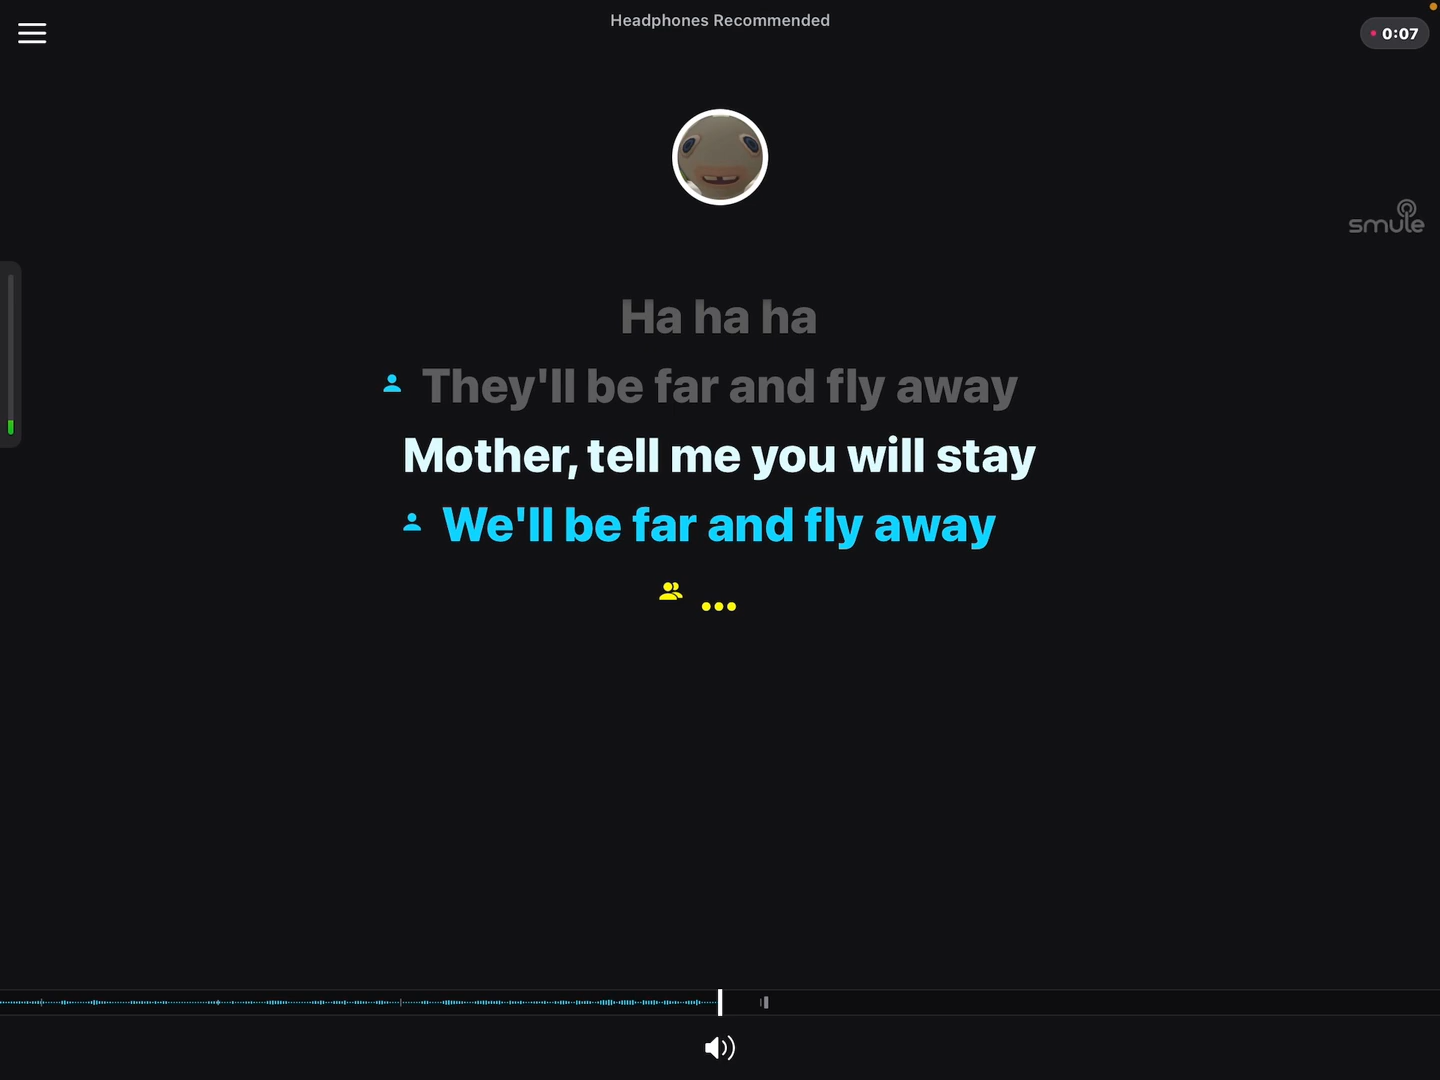 Headphones Recommended
0:07
smule
Ha ha ha
They'll be far and fly away
Mother, tell me you will stay
We'll be far and fly away
...